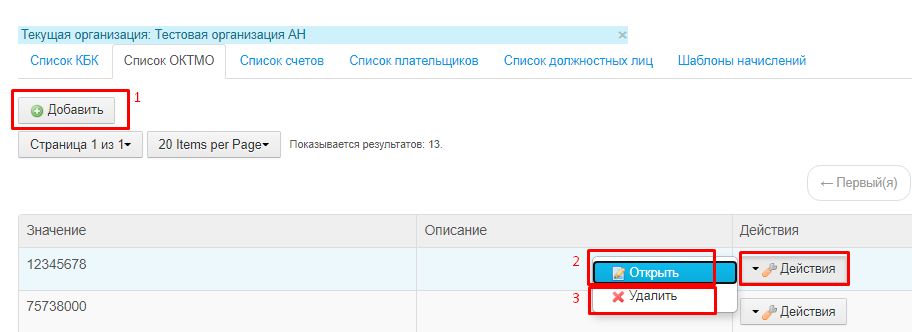 Текущая организация: Тестовая организация АН ×
Список КБК Список ОКТМО Список счетов Список плательщиков Список должностных лиц Шаблоны начислений
Добавить 1
Страница 1 из 1 20 Items per Page Показывается результатов: 13.
← Первый(я)
Значение Описание Действия
12345678 2 Открыть Действия
3 Удалить
75738000 Действия